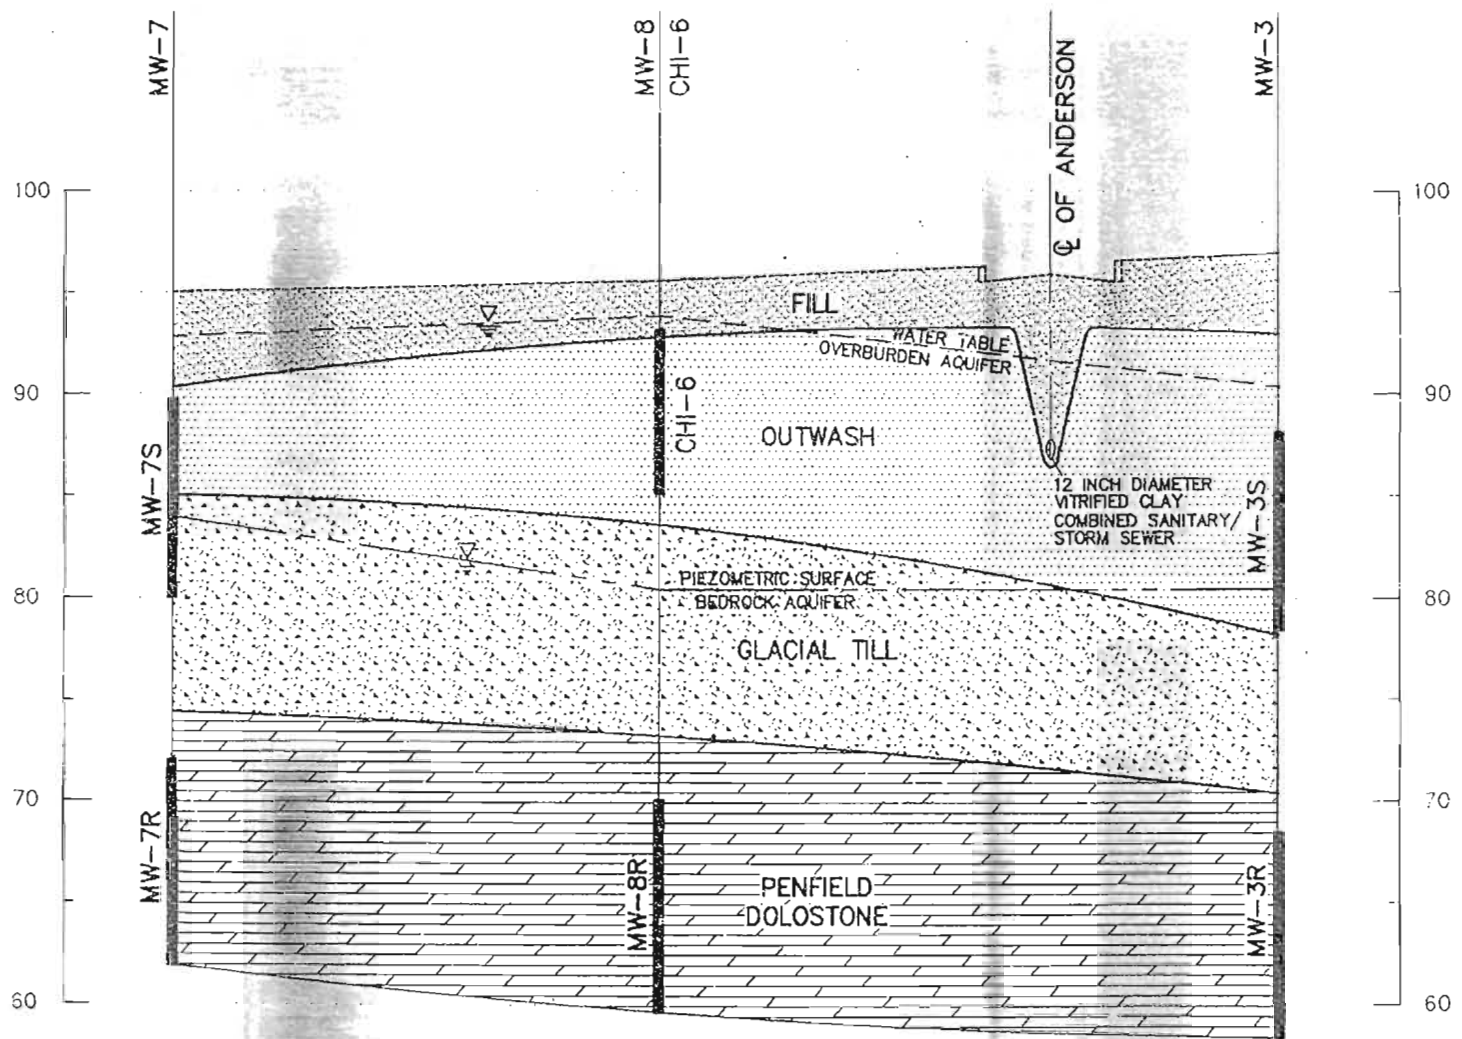 MW-7
MW-8
CHI-6
℄ OF ANDERSON
MW-3
100
100
FILL
WATER TABLE
OVERBURDEN AQUIFER
90
90
CHI-6
OUTWASH
MW-7S
12 INCH DIAMETER
VITRIFIED CLAY
COMBINED SANITARY/
STORM SEWER
MW-3S
PIEZOMETRIC SURFACE
BEDROCK AQUIFER
80
80
GLACIAL TILL
70
70
MW-7R
MW-8R
PENFIELD
DOLOSTONE
MW-3R
60
60